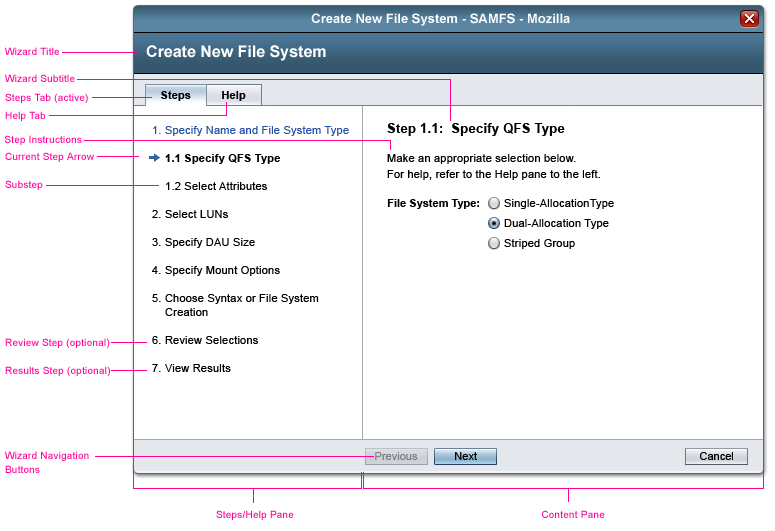 Create New File System - SAMFS - Mozilla
Wizard Title
Create New File System
Wizard Subtitle
Steps Tab (active)
Steps
Help
Help Tab
Step Instructions
Current Step Arrow
Substep
1. Specify Name and File System Type
1.1 Specify QFS Type
1.2 Select Attributes
2. Select LUNs
3. Specify DAU Size
4. Specify Mount Options
5. Choose Syntax or File System
Creation
6. Review Selections
7. View Results
Review Step (optional)
Results Step (optional)
Step 1.1: Specify QFS Type
Make an appropriate selection below.
For help, refer to the Help pane to the left.
File System Type:
Single-AllocationType
Dual-Allocation Type
Striped Group
Wizard Navigation
Buttons
Previous
Next
Cancel
Steps/Help Pane
Content Pane